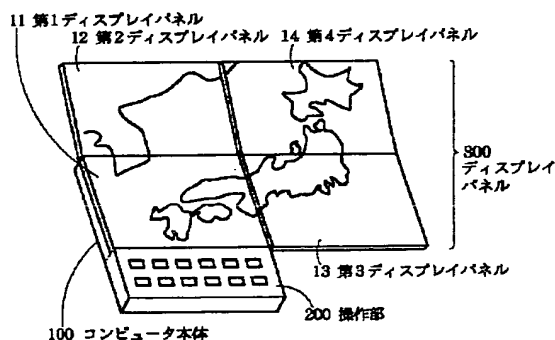 11 第1ディスプレイパネル
12 第2ディスプレイパネル
14 第4ディスプレイパネル
300
ディスプレイ
パネル
13 第3ディスプレイパネル
200 操作部
100 コンピュータ本体